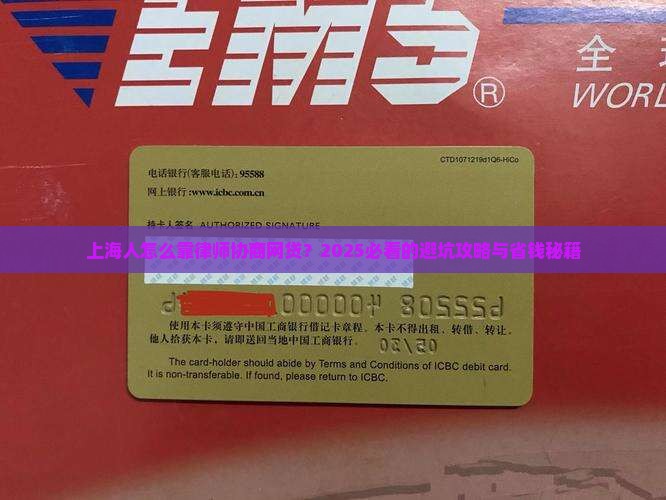 EMS®
全
WORL
CTD1071219d1Q6-HiCo
电话银行(客服电话): 95588
网上银行:www.icbc.com.cn
持卡人签名 AUTHORIZED SIGNATURE
上海人怎么靠律师协商网贷？2025必看的避坑攻略与省钱秘籍
使用本卡须遵守中国工商银行借记卡章程。本卡不得出租、转借、转让。
他人拾获本卡，请即送回当地中国工商银行。
The card-holder should abide by Terms and Conditions of ICBC debit card.
It is non-transferable. If found, please return to ICBC.